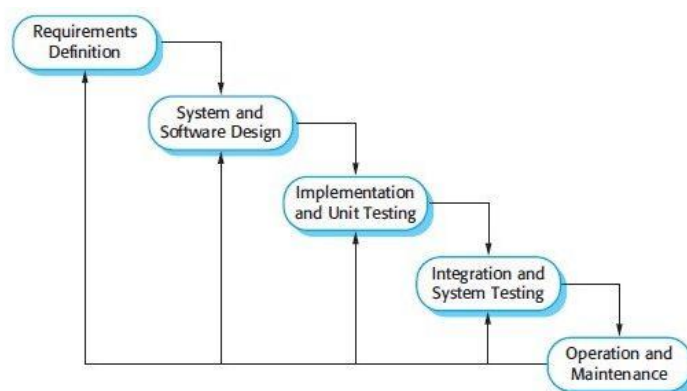 Requirements
Definition
System and
Software Design
Implementation
and Unit Testing
Integration and
System Testing
Operation and
Maintenance